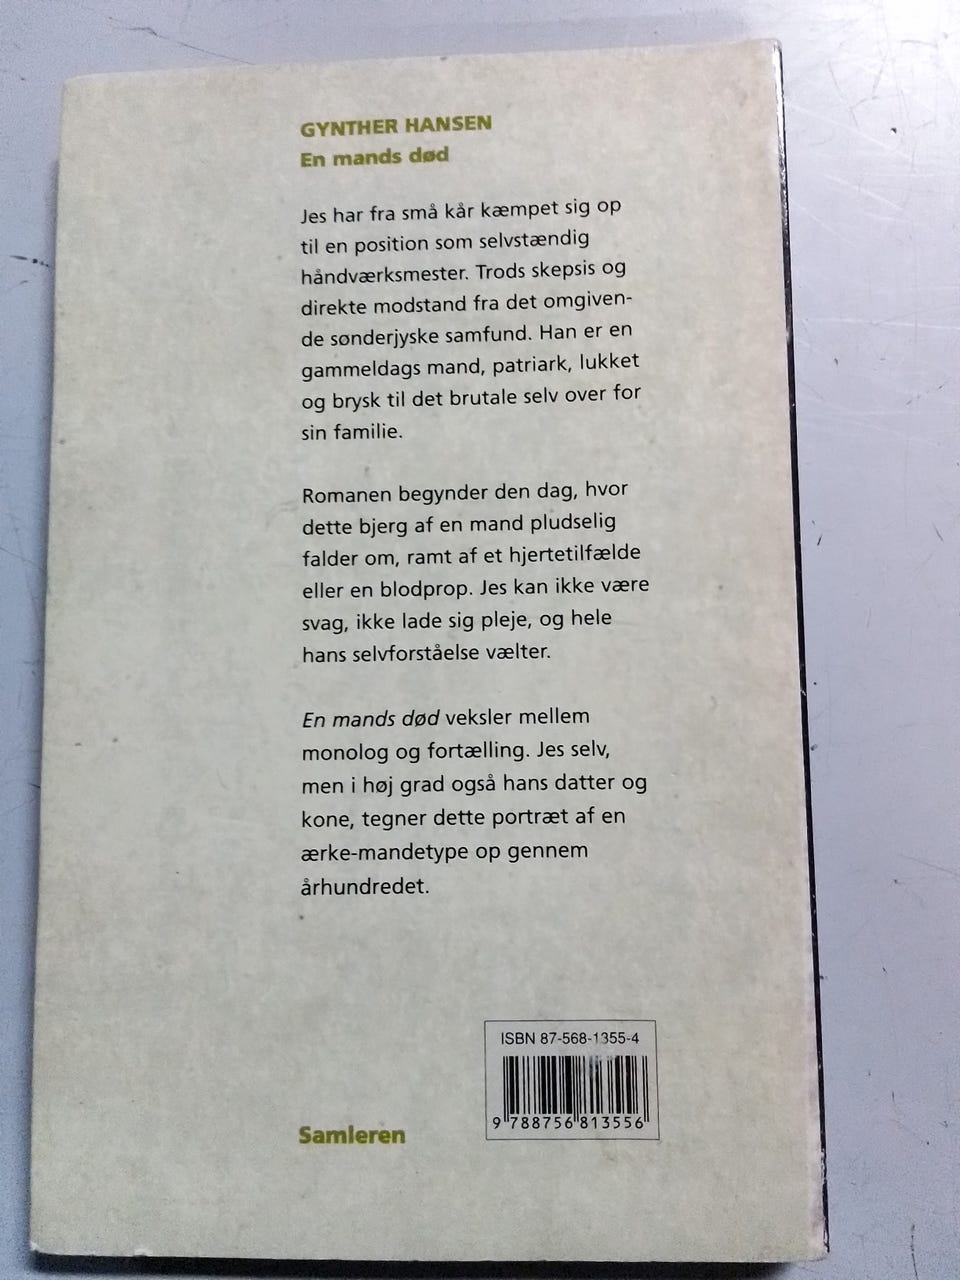 GYNTHER HANSEN
En mands død
Jes har fra små kår kæmpet sig op
til en position som selvstændig
håndværksmester. Trods skepsis og
direkte modstand fra det omgiven-
de sønderjyske samfund. Han er en
gammeldags mand, patriark, lukket
og brysk til det brutale selv over for
sin familie.
Romanen begynder den dag, hvor
dette bjerg af en mand pludselig
falder om, ramt af et hjertetilfælde
eller en blodprop. Jes kan ikke være
svag, ikke lade sig pleje, og hele
hans selvforståelse vælter.
En mands død veksler mellem
monolog og fortælling. Jes selv,
men i høj grad også hans datter og
kone, tegner dette portræt af en
ærke-mandetype op gennem
århundredet.
ISBN 87-568-1355-4
9 788756 813556
Samleren